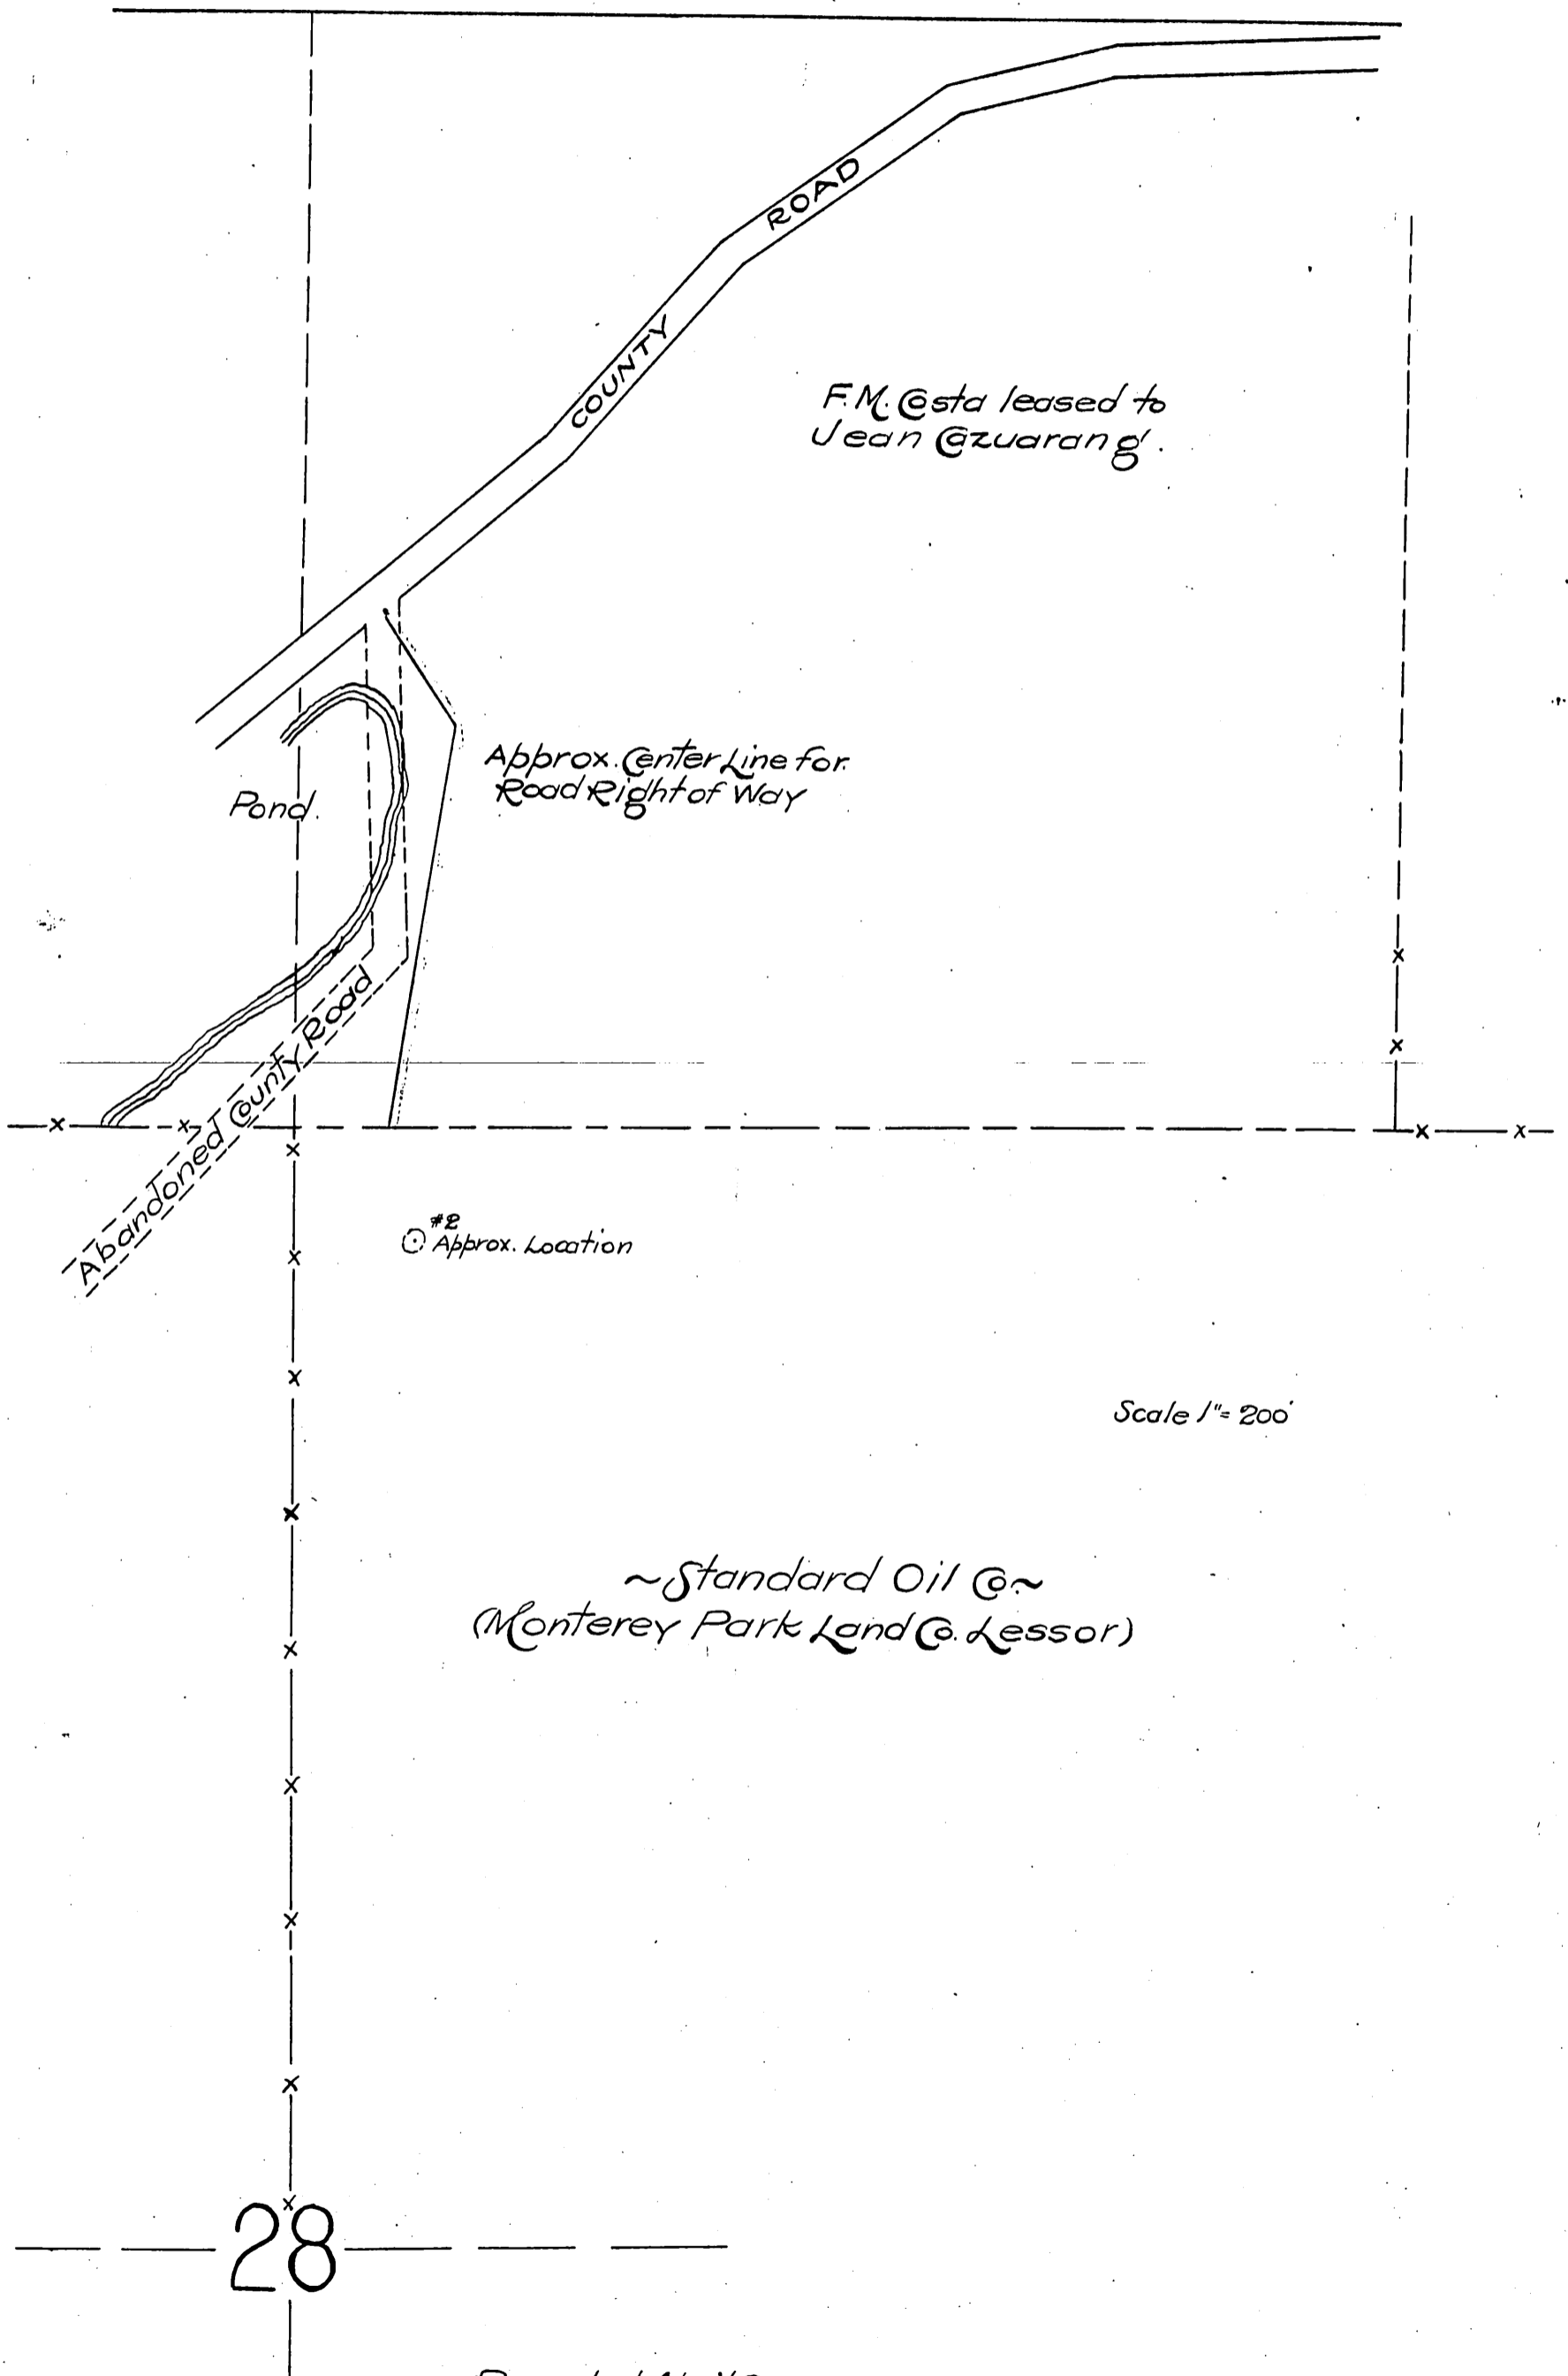 COUNTY ROAD
F.M. Costa leased to
Jean Cazuarang.
Approx. Center Line for
Road Right of Way
Pond.
Abandoned County Road
#2
Approx. Location
Scale 1"= 200'
~Standard Oil Co.~
(Monterey Park Land Co. Lessor)
28